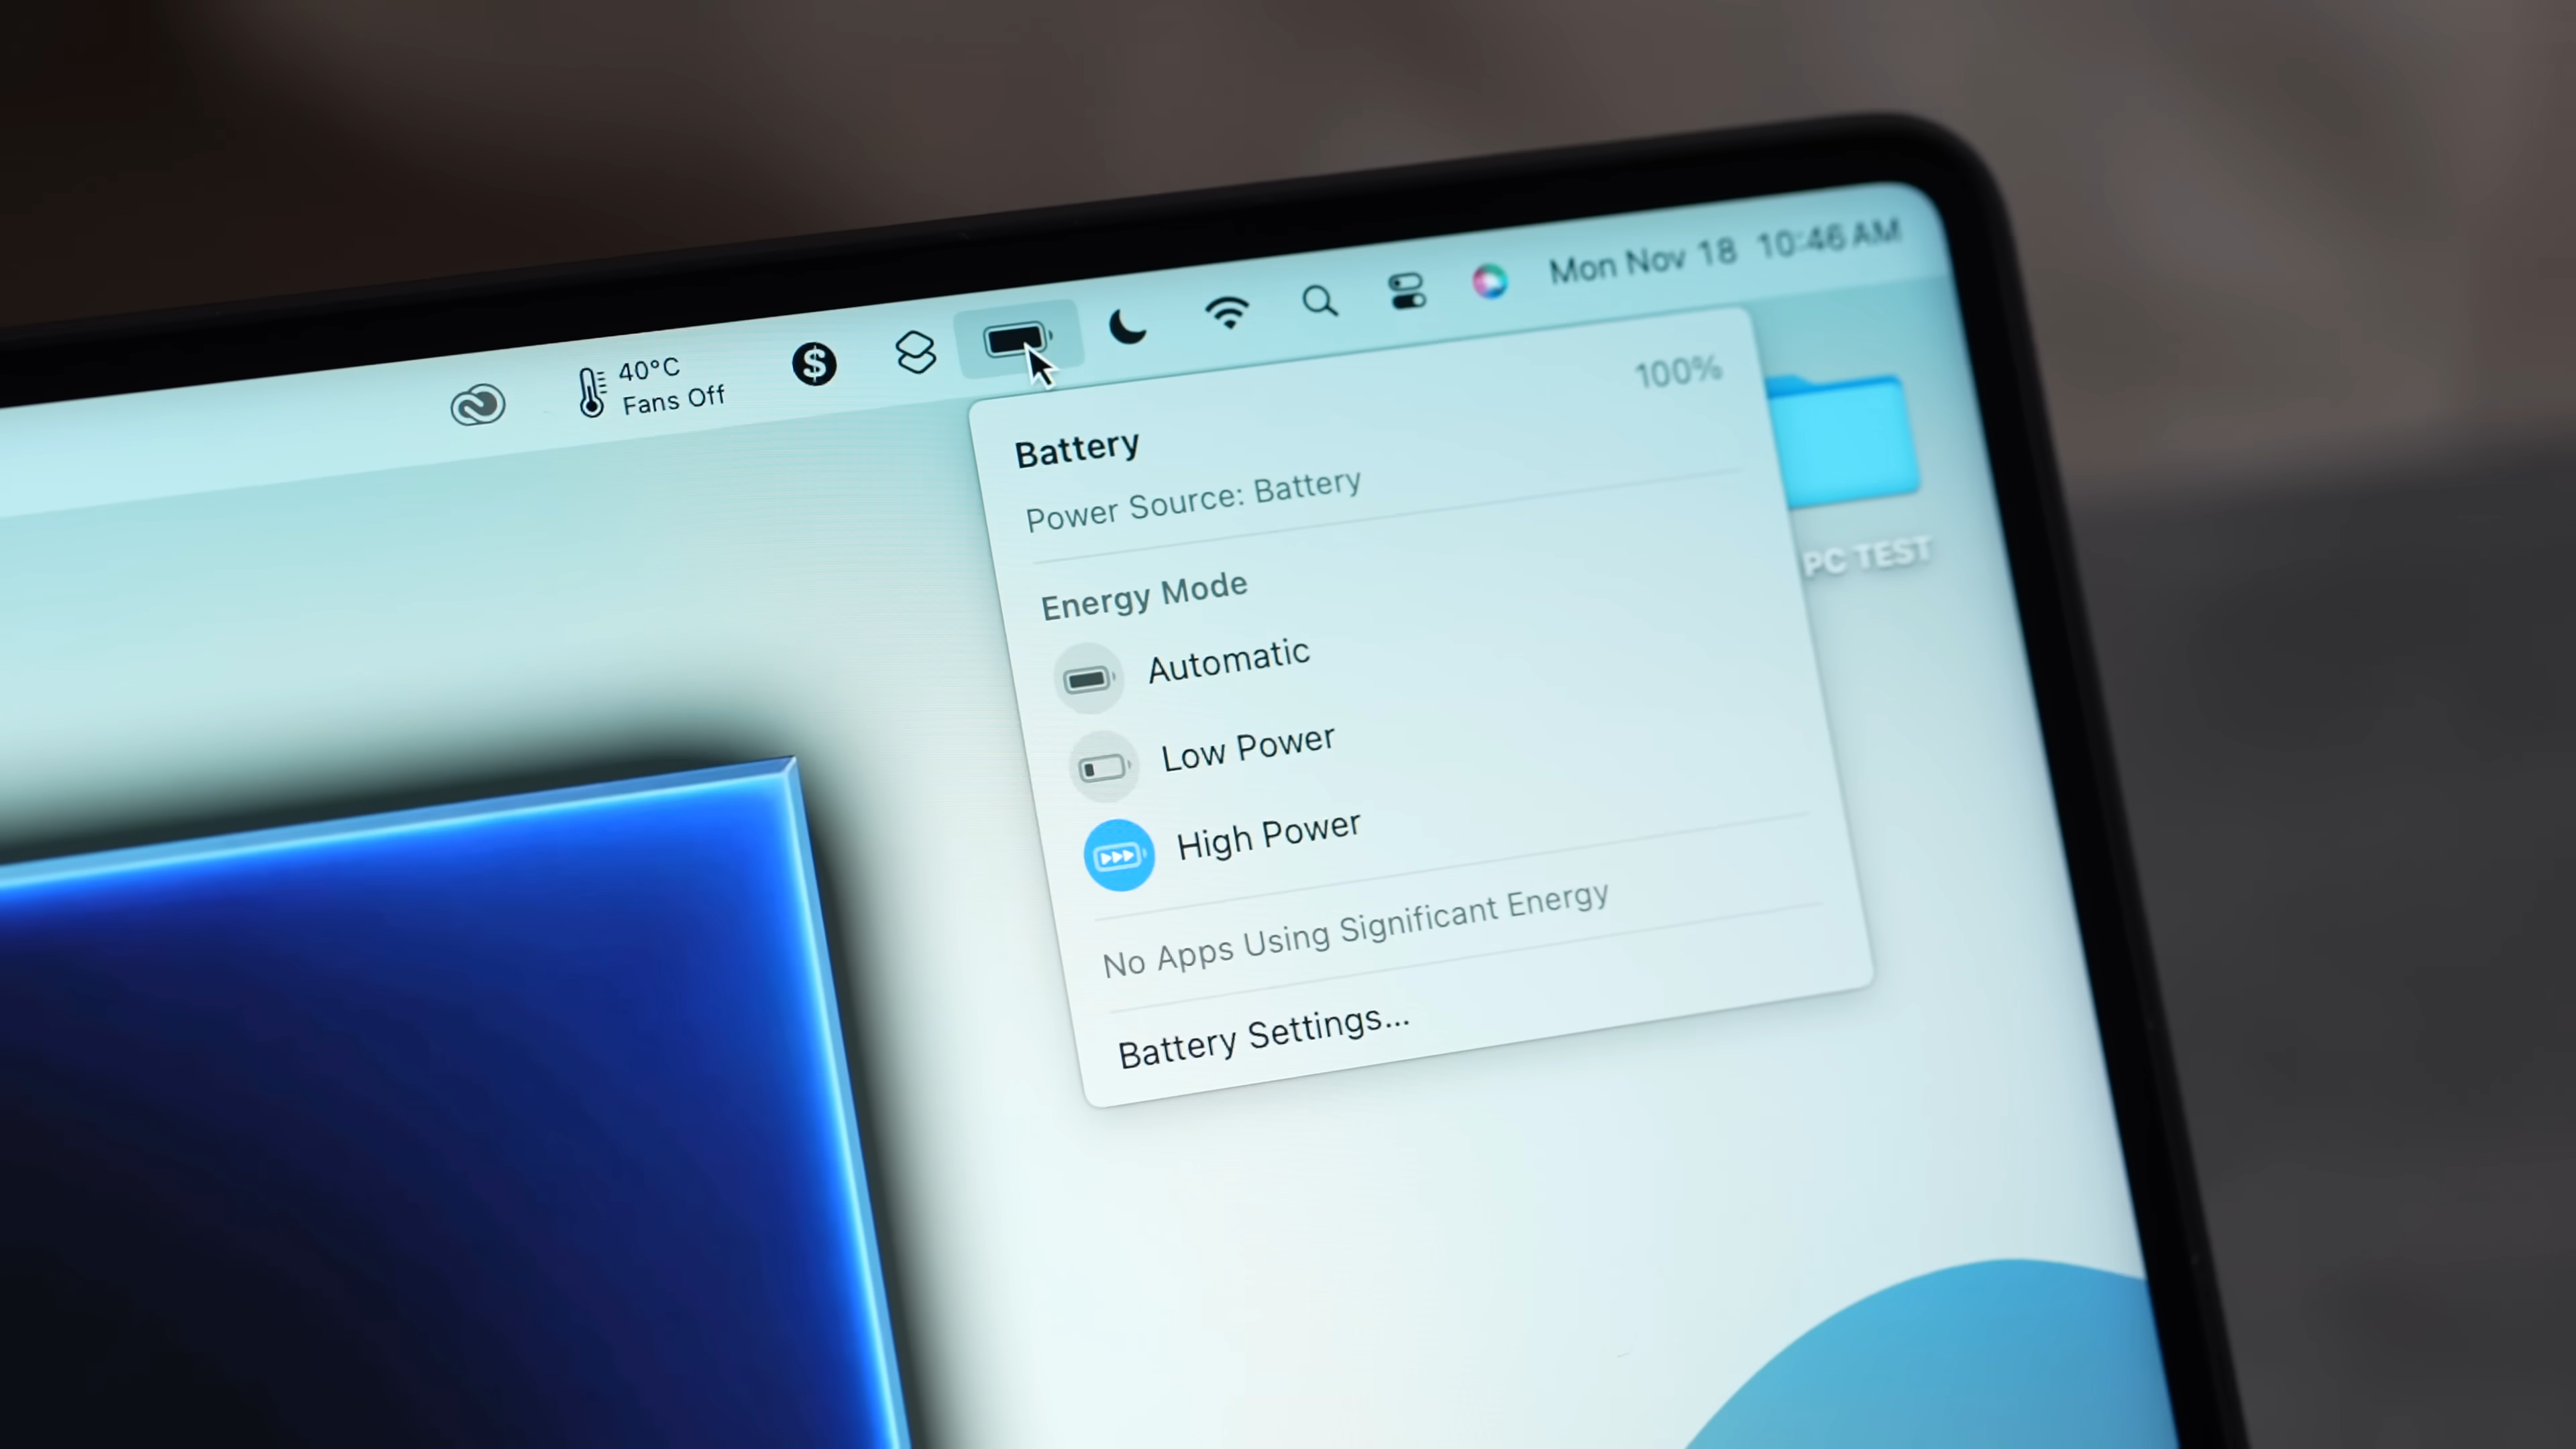 40°C
Fans Off
$
Mon Nov 18 10:46 AM
Battery
100%
Power Source: Battery
Energy Mode
Automatic
Low Power
High Power
No Apps Using Significant Energy
Battery Settings...
PC TEST